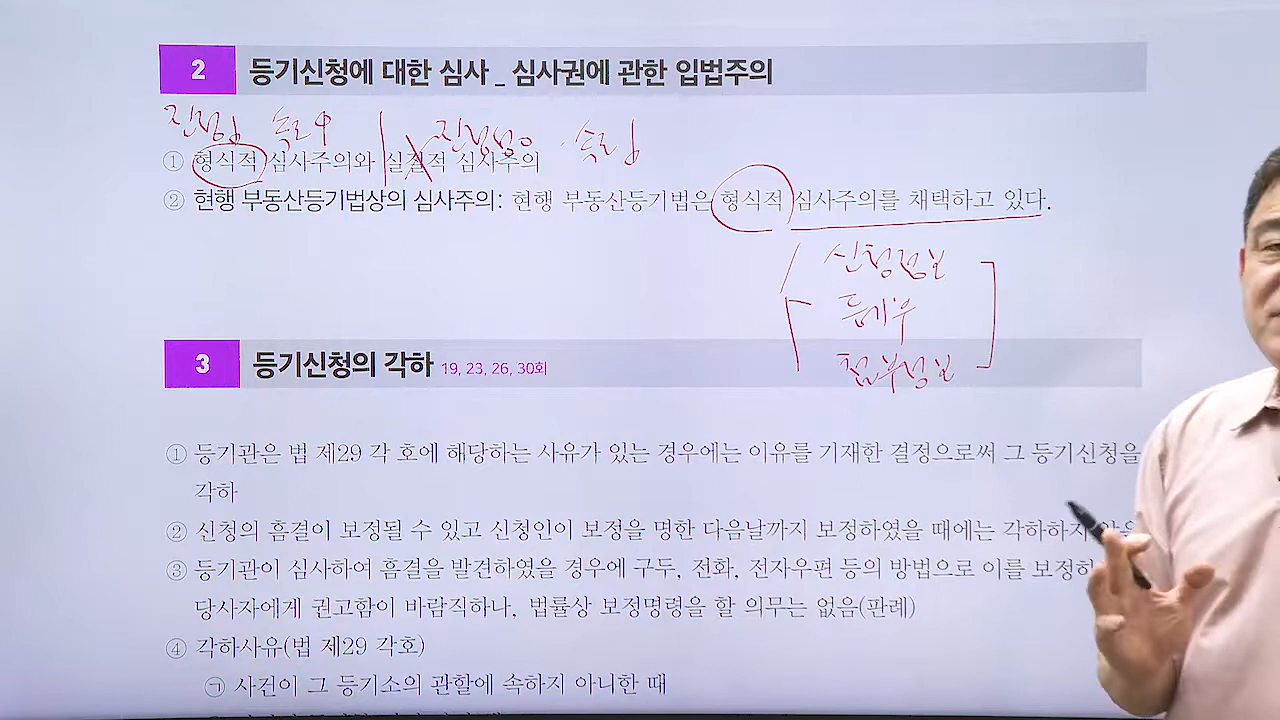 2 등기신청에 대한 심사 _ 심사권에 관한 입법주의
① 형식적 심사주의와 실질적 심사주의
② 현행 부동산등기법상의 심사주의: 현행 부동산등기법은 형식적 심사주의를 채택하고 있다.
신청정보
등기부
첨부정보
3 등기신청의 각하 19, 23, 26, 30회
① 등기관은 법 제29 각 호에 해당하는 사유가 있는 경우에는 이유를 기재한 결정으로써 그 등기신청을
각하
② 신청의 흠결이 보정될 수 있고 신청인이 보정을 명한 다음날까지 보정하였을 때에는 각하하지
③ 등기관이 심사하여 흠결을 발견하였을 경우에 구두, 전화, 전자우편 등의 방법으로 이를 보정하
당사자에게 권고함이 바람직하나, 법률상 보정명령을 할 의무는 없음(판례)
④ 각하사유(법 제29 각호)
㉠ 사건이 그 등기소의 관할에 속하지 아니한 때